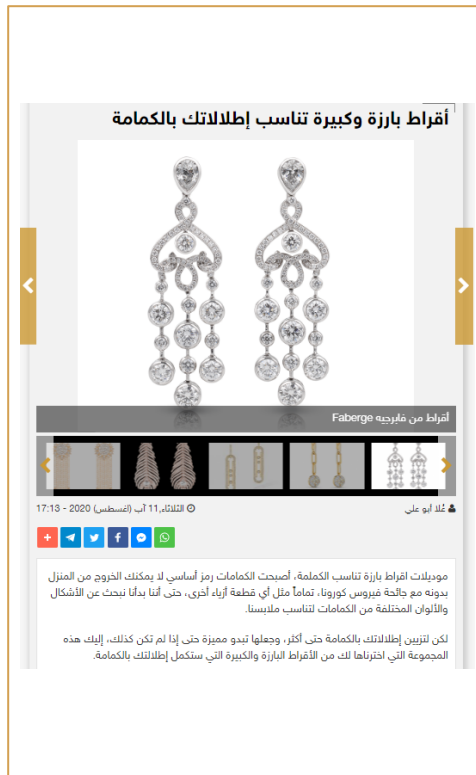 أقراط بارزة وكبيرة تناسب إطلالاتك بالكمامة
أقراط من فابرجيه Faberge
عُلا أبو علي
الثلاثاء,11 آب (اغسطس) 2020 - 17:13
موديلات اقراط بارزة تناسب الكملمة، أصبحت الكمامات رمز أساسي لا يمكنك الخروج من المنزل
بدونه مع جائحة فيروس كورونا، تماماً مثل أي قطعة أزياء أخرى، حتى أننا بدأنا نبحث عن الأشكال
والألوان المختلفة من الكمامات لتناسب ملابسنا.
لكن لتزيين إطلالاتك بالكمامة حتى أكثر، وجعلها تبدو مميزة حتى إذا لم تكن كذلك، إليك هذه
المجموعة التي اخترناها لك من الأقراط البارزة والكبيرة التي ستكمل إطلالتك بالكمامة.